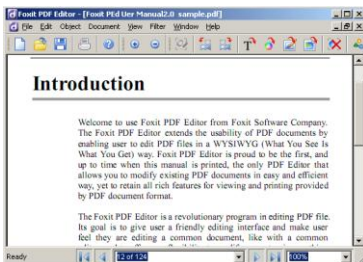 Foxit PDF Editor - [Foxit PEd Uer Manual2.0 sample.pdf]
File Edit Object Document View Filter Window Help
Introduction
Welcome to use Foxit PDF Editor from Foxit Software Company.
The Foxit PDF Editor extends the usability of PDF documents by
enabling user to edit PDF files in a WYSIWYG (What You See Is
What You Get) way. Foxit PDF Editor is proud to be the first, and
up to time when this manual is printed, the only PDF Editor that
allows you to modify existing PDF documents in easy and efficient
way, yet to retain all rich features for viewing and printing provided
by PDF document format.
The Foxit PDF Editor is a revolutionary program in editing PDF file.
Its goal is to give user a friendly editing interface and make user
feel they are editing a common document, like with a common
Ready 12 of 124 100%